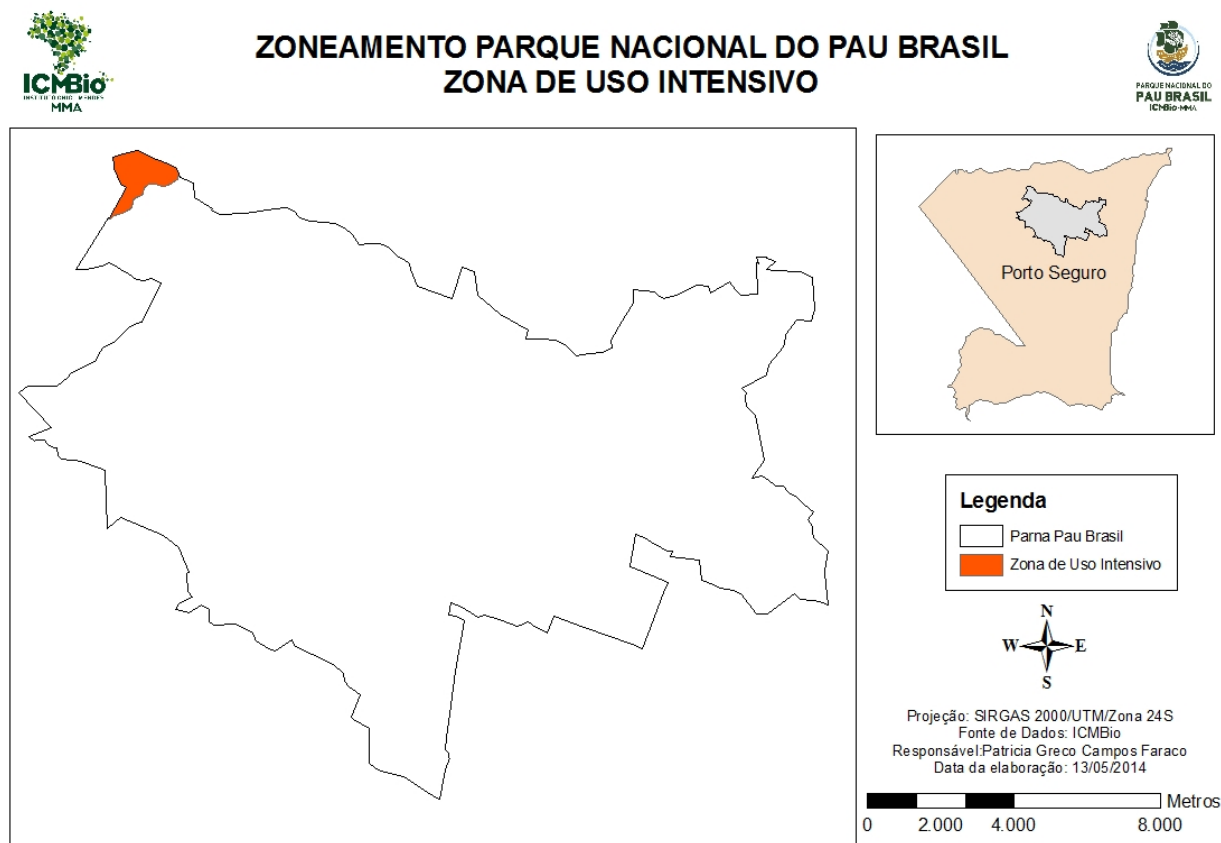 ICMBio
INSTITUTO CHICO MENDES
MMA
ZONEAMENTO PARQUE NACIONAL DO PAU BRASIL
ZONA DE USO INTENSIVO
PARQUE NACIONAL DO
PAU BRASIL
ICMBio-MMA
Porto Seguro
Legenda
Parna Pau Brasil
Zona de Uso Intensivo
N
W E
S
Projeção: SIRGAS 2000/UTM/Zona 24S
Fonte de Dados: ICMBio
Responsável:Patricia Greco Campos Faraco
Data da elaboração: 13/05/2014
Metros
0 2.000 4.000 8.000